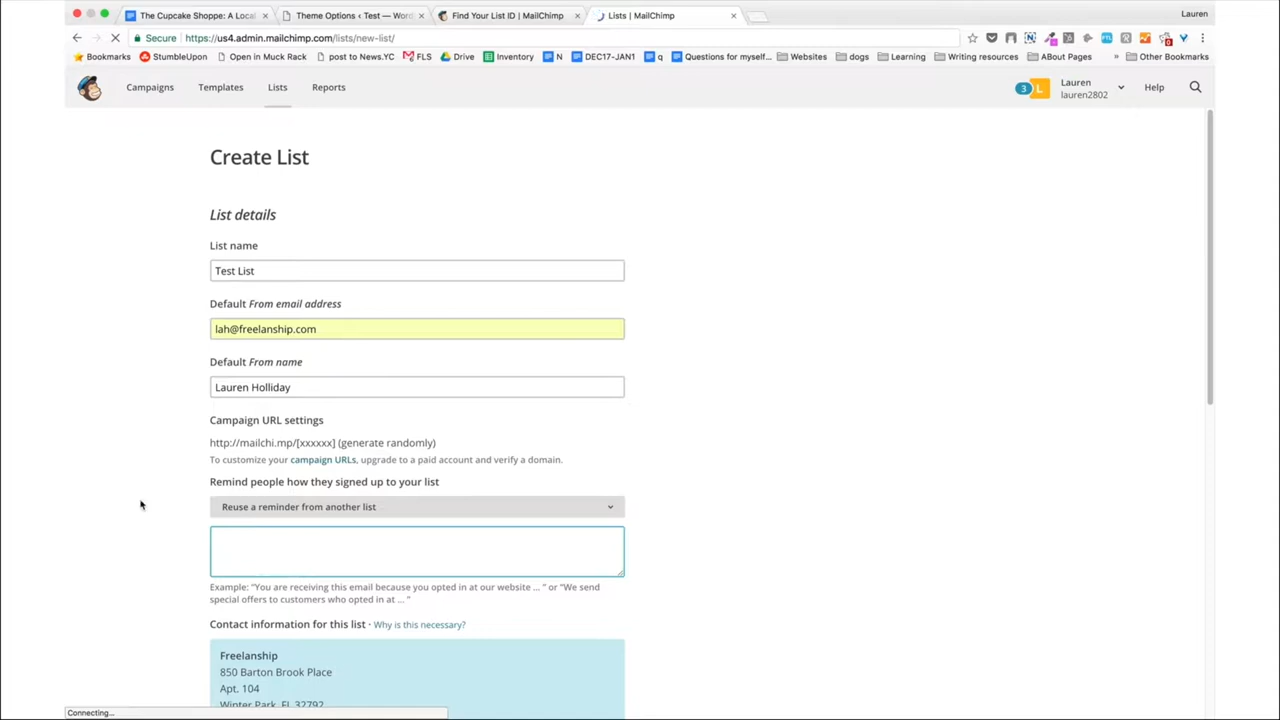 The Cupcake Shoppe: A Local
Theme Options ‹ Test — Word
Find Your List ID | MailChimp
Lists | MailChimp
Lauren
Secure
https://us4.admin.mailchimp.com/lists/new-list/
Bookmarks
StumbleUpon
Open in Muck Rack
post to News.YC
FLS
Drive
Inventory
N
DEC17-JAN1
q
Questions for myself...
Websites
dogs
Learning
Writing resources
ABout Pages
»
Other Bookmarks
Campaigns
Templates
Lists
Reports
3
L
Lauren
lauren2802
Help
Create List
List details
List name
Test List
Default From email address
lah@freelanship.com
Default From name
Lauren Holliday
Campaign URL settings
http://mailchi.mp/[xxxxxx] (generate randomly)
To customize your campaign URLs, upgrade to a paid account and verify a domain.
Remind people how they signed up to your list
Reuse a reminder from another list
Example: "You are receiving this email because you opted in at our website ... " or "We send
special offers to customers who opted in at ... "
Contact information for this list · Why is this necessary?
Freelanship
850 Barton Brook Place
Apt. 104
Winter Park, FL 32792
Connecting...